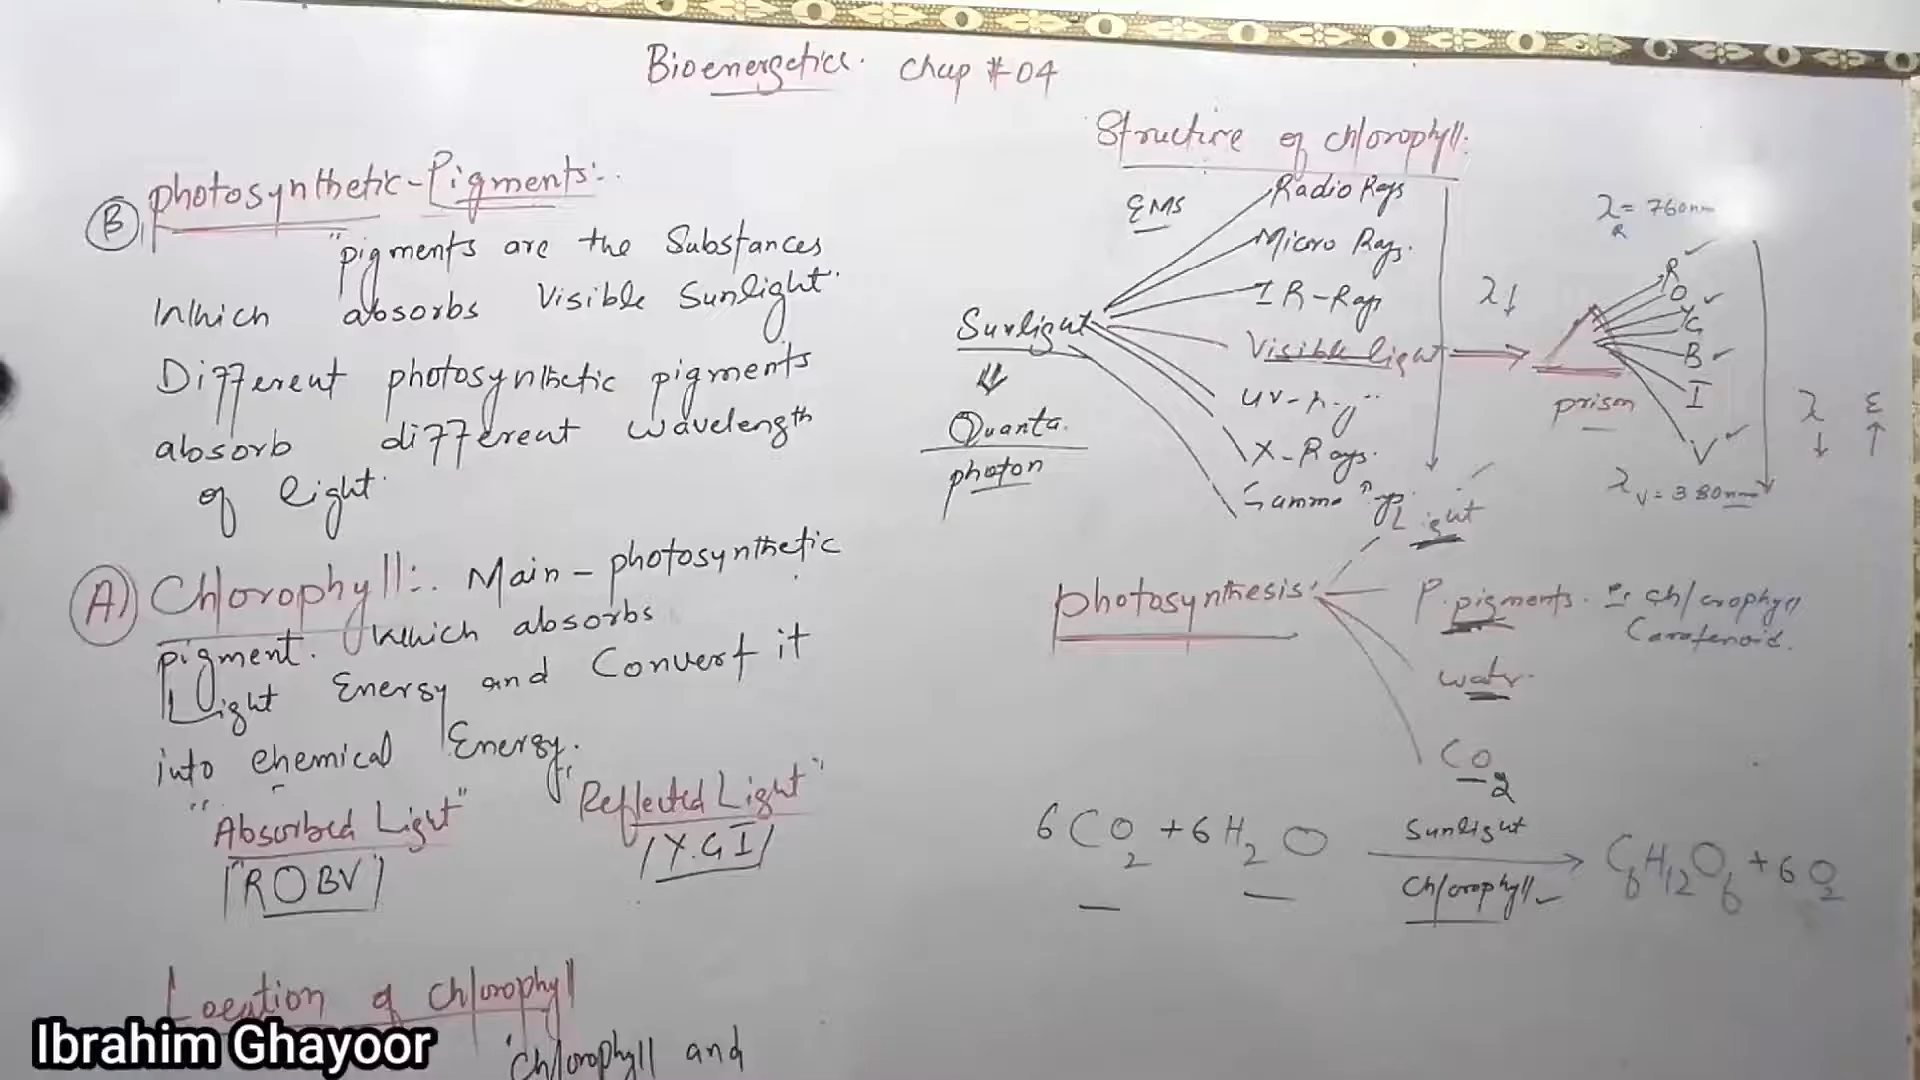 Bioenergetics. Chap #04
B) photosynthetic-Pigments:.
"pigments are the Substances
Which absorbs Visible Sunlight"
Different photosynthetic pigments
absorb different wavelength
of light.
A) Chlorophyll:. Main-photosynthetic
pigment. Which absorbs
Light Energy and Convert it
into chemical Energy.
"Absorbed Light"
"ROBV"
"Reflected Light"
Y.G I
Location of chlorophyll
Chlorophyll and
Structure of chlorophyll:
EMS
Radio Rays
Micro Rays.
IR-Rays
Sunlight
Visible light
X-Rays.
Quanta.
photon
λ↓
prism
λ = 760nm
R
R
O
Y
G
B
I
V
λ V = 380nm
λ ↓
E ↑
photosynthesis:
Light
P. pigments. chlorophyll
Carotenoid.
water.
CO2
6CO2 + 6H2O Sunlight Chlorophyll → C6H12O6 + 6O2
Ibrahim Ghayoor